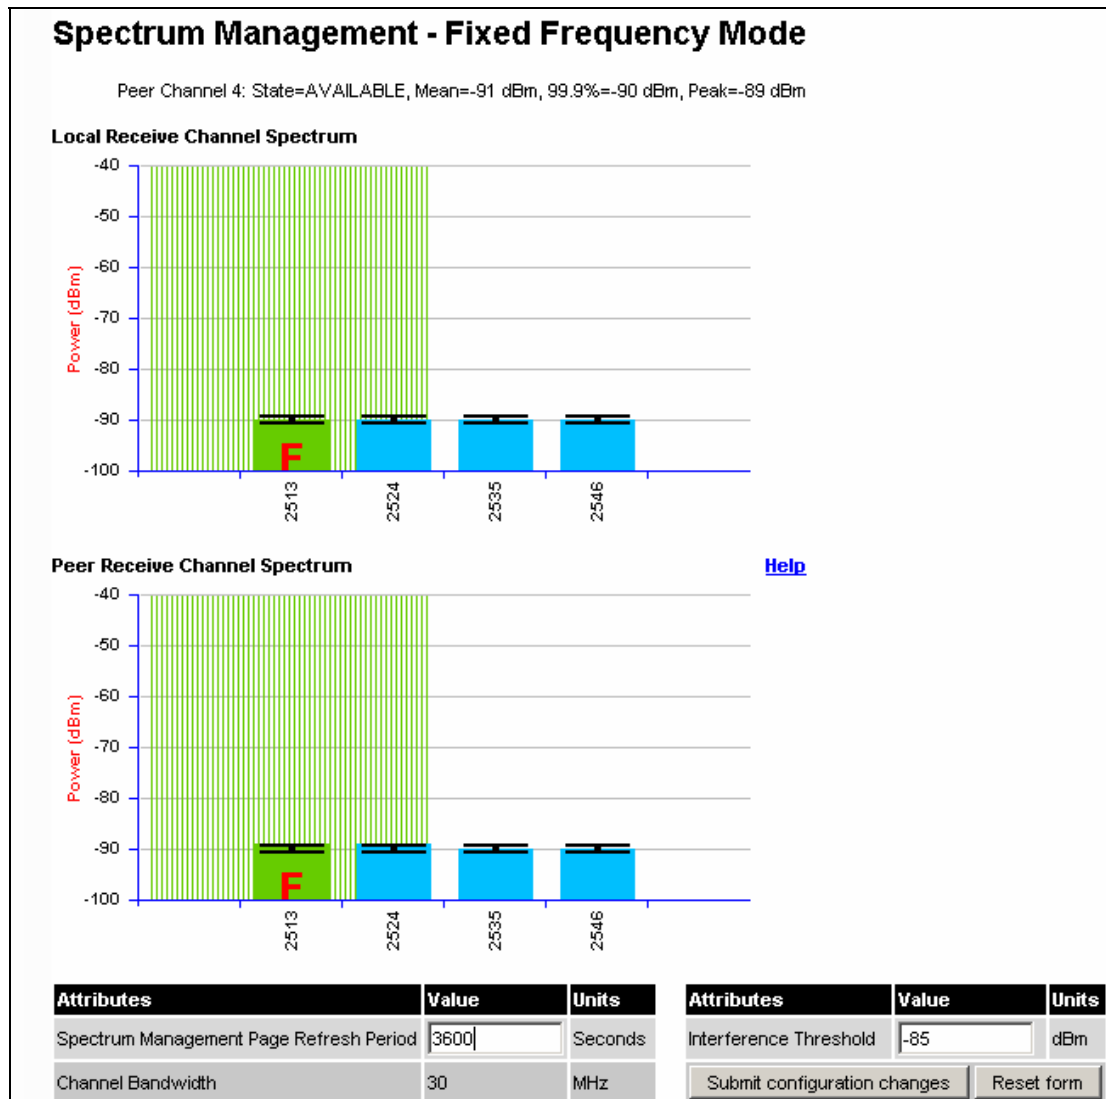 Spectrum Management - Fixed Frequency Mode
Peer Channel 4: State=AVAILABLE, Mean=-91 dBm, 99.9%=-90 dBm, Peak=-89 dBm
Local Receive Channel Spectrum
-40
-50
-60
-70
-80
-90
-100
Power (dBm)
F
2513
2524
2535
2546
Peer Receive Channel Spectrum
Help
-40
-50
-60
-70
-80
-90
-100
Power (dBm)
F
2513
2524
2535
2546
Attributes Value Units
Spectrum Management Page Refresh Period 3600 Seconds
Channel Bandwidth 30 MHz
Attributes Value Units
Interference Threshold -85 dBm
Submit configuration changes Reset form